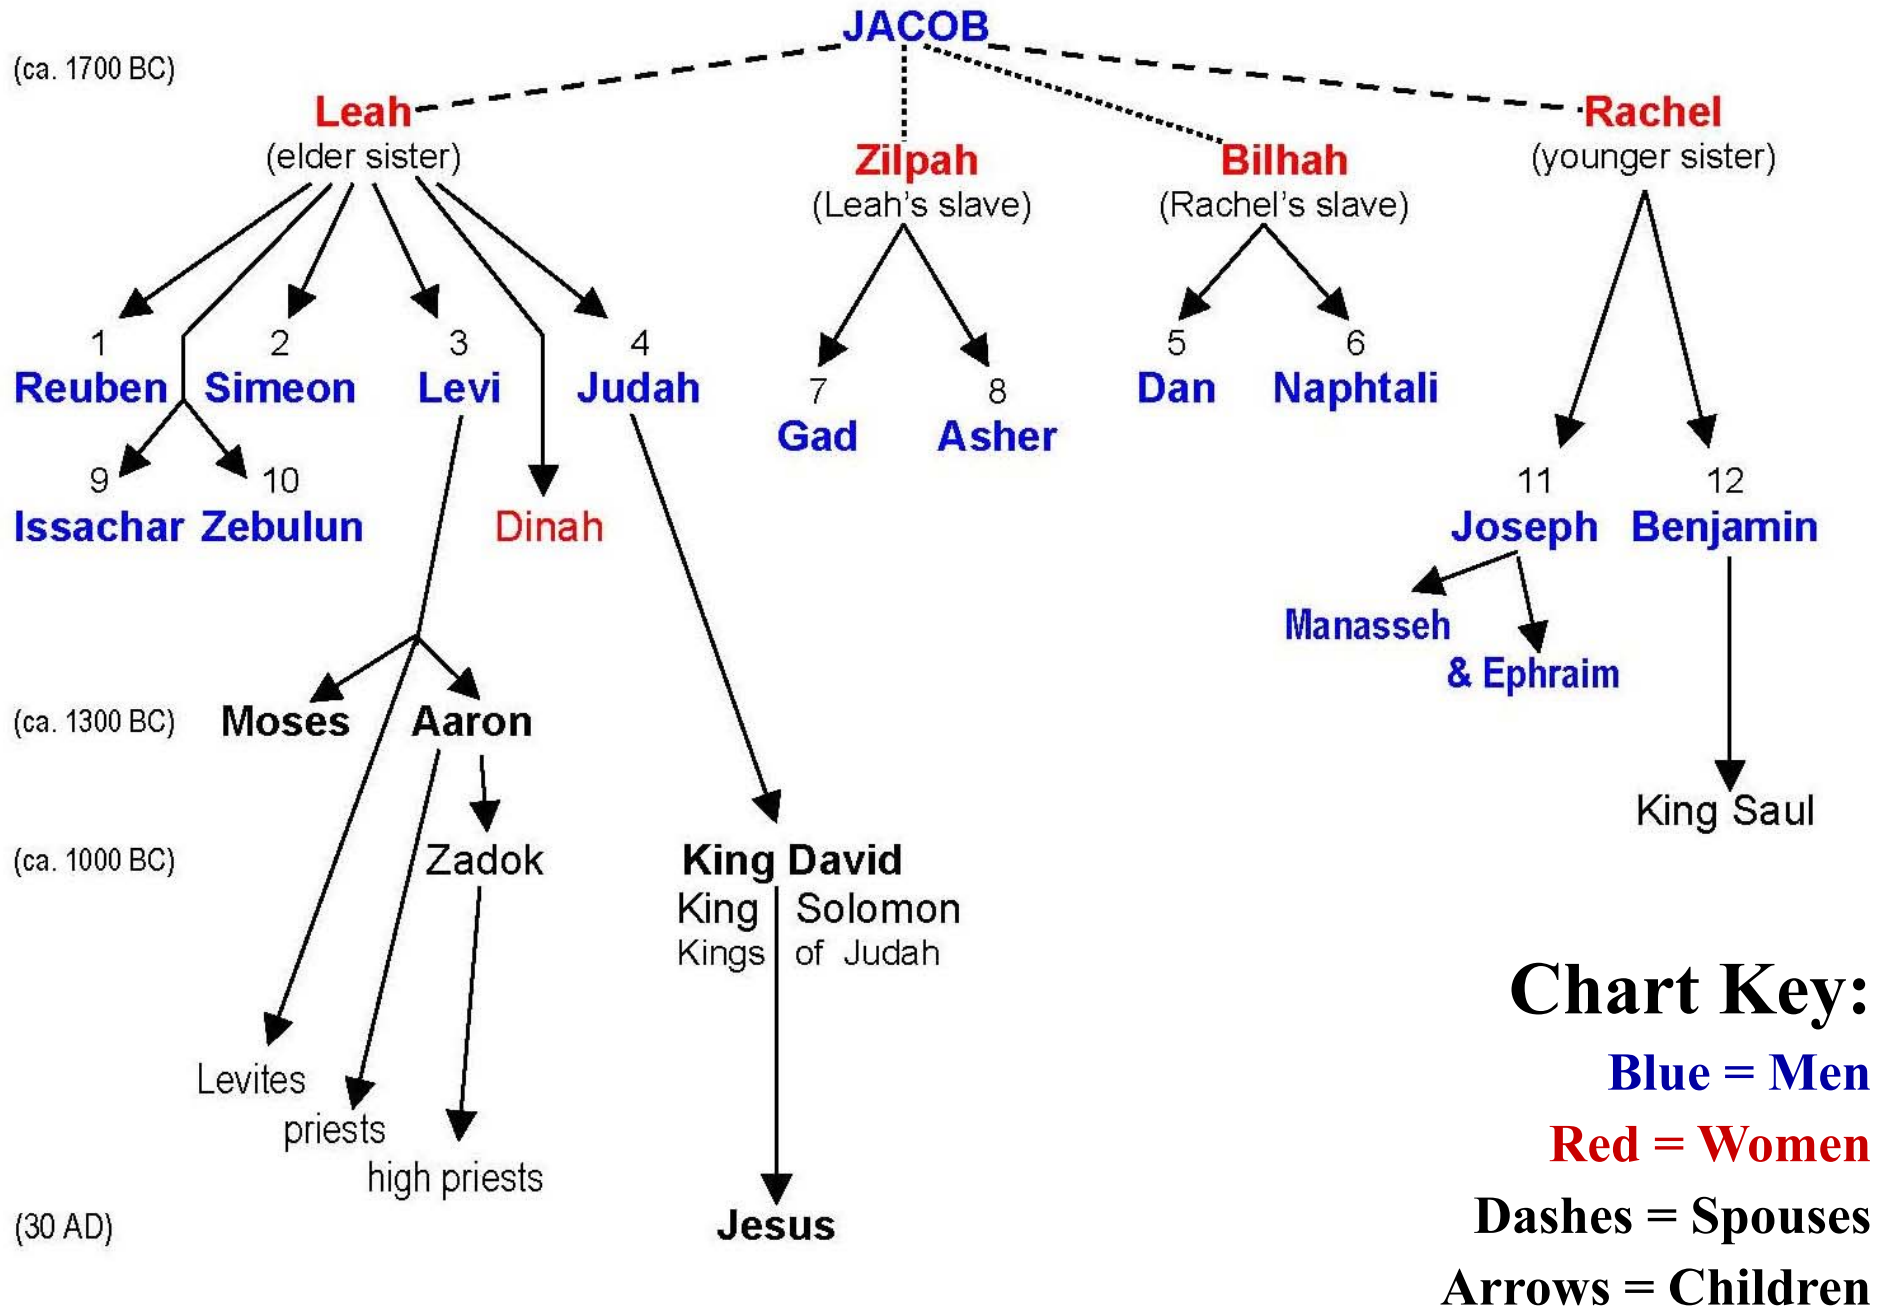 JACOB
(ca. 1700 BC)
Leah
(elder sister)
Zilpah
(Leah's slave)
Bilhah
(Rachel's slave)
Rachel
(younger sister)
1
Reuben
2
Simeon
3
Levi
4
Judah
7
Gad
8
Asher
5
Dan
6
Naphtali
9
Issachar
10
Zebulun
Dinah
11
Joseph
12
Benjamin
Manasseh
& Ephraim
(ca. 1300 BC)
Moses
Aaron
King Saul
(ca. 1000 BC)
Zadok
King David
King Solomon
Kings of Judah
Levites
priests
high priests
(30 AD)
Jesus
Chart Key:
Blue = Men
Red = Women
Dashes = Spouses
Arrows = Children